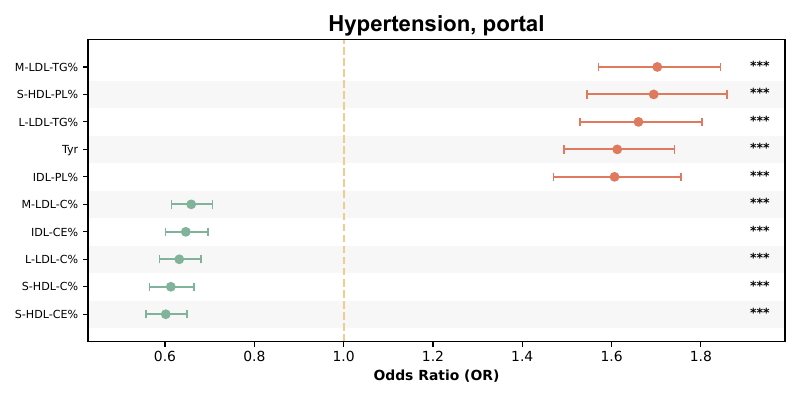 Hypertension, portal
M-LDL-TG% ***
S-HDL-PL% ***
L-LDL-TG% ***
Tyr ***
IDL-PL% ***
M-LDL-C% ***
IDL-CE% ***
L-LDL-C% ***
S-HDL-C% ***
S-HDL-CE% ***
0.6 0.8 1.0 1.2 1.4 1.6 1.8
Odds Ratio (OR)